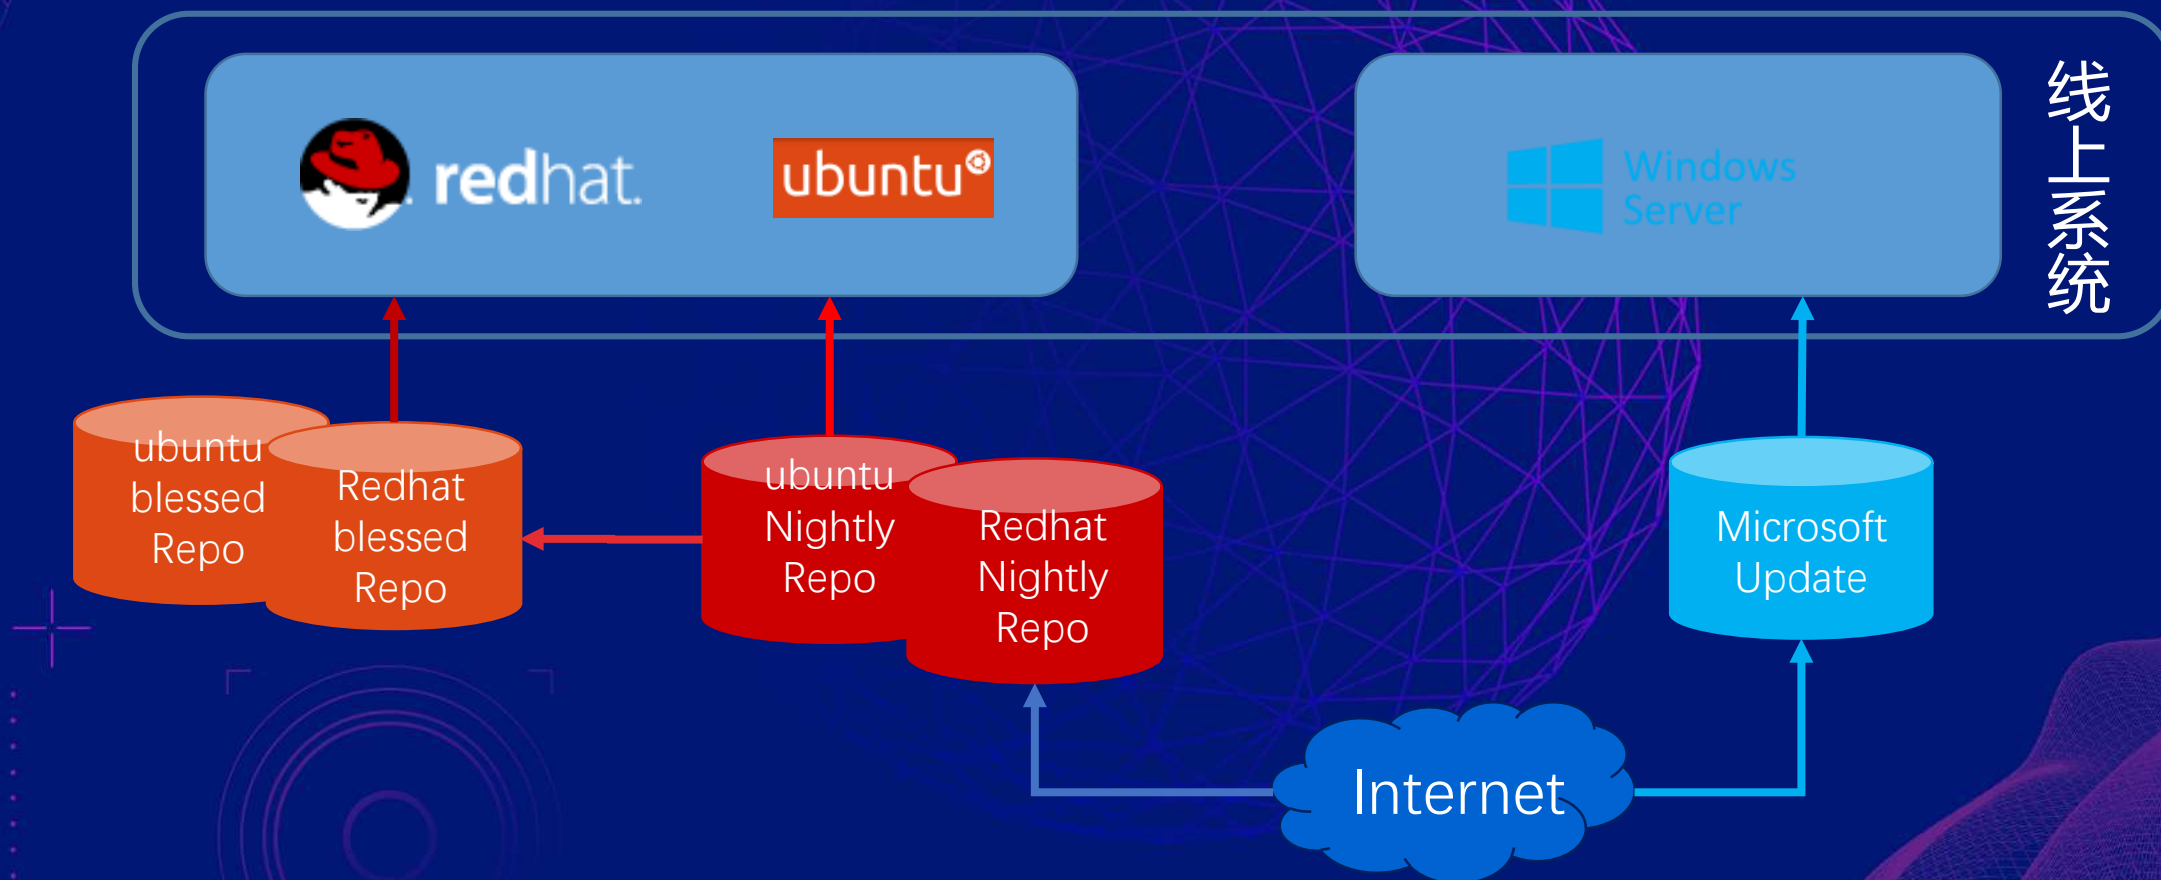 redhat.
ubuntu
Windows
Server
线上系统
ubuntu
blessed
Repo
Redhat
blessed
Repo
ubuntu
Nightly
Repo
Redhat
Nightly
Repo
Microsoft
Update
Internet